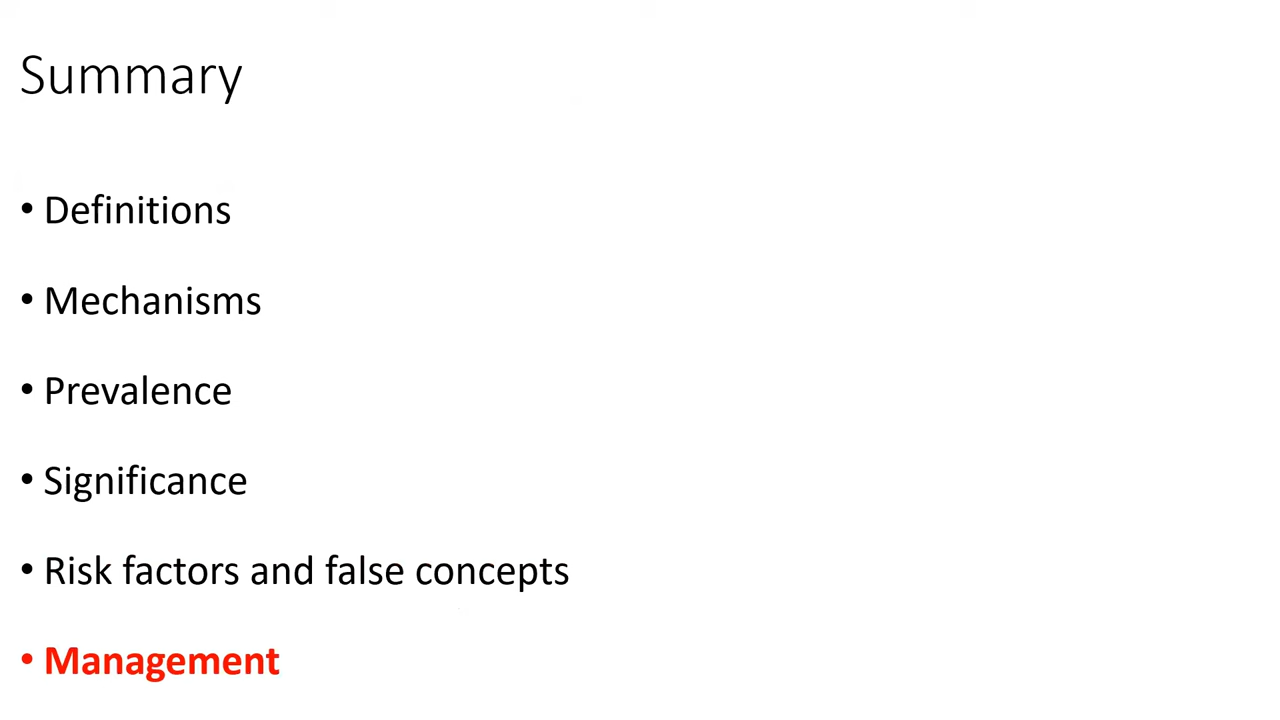 Summary
• Definitions
• Mechanisms
• Prevalence
• Significance
• Risk factors and false concepts
• Management